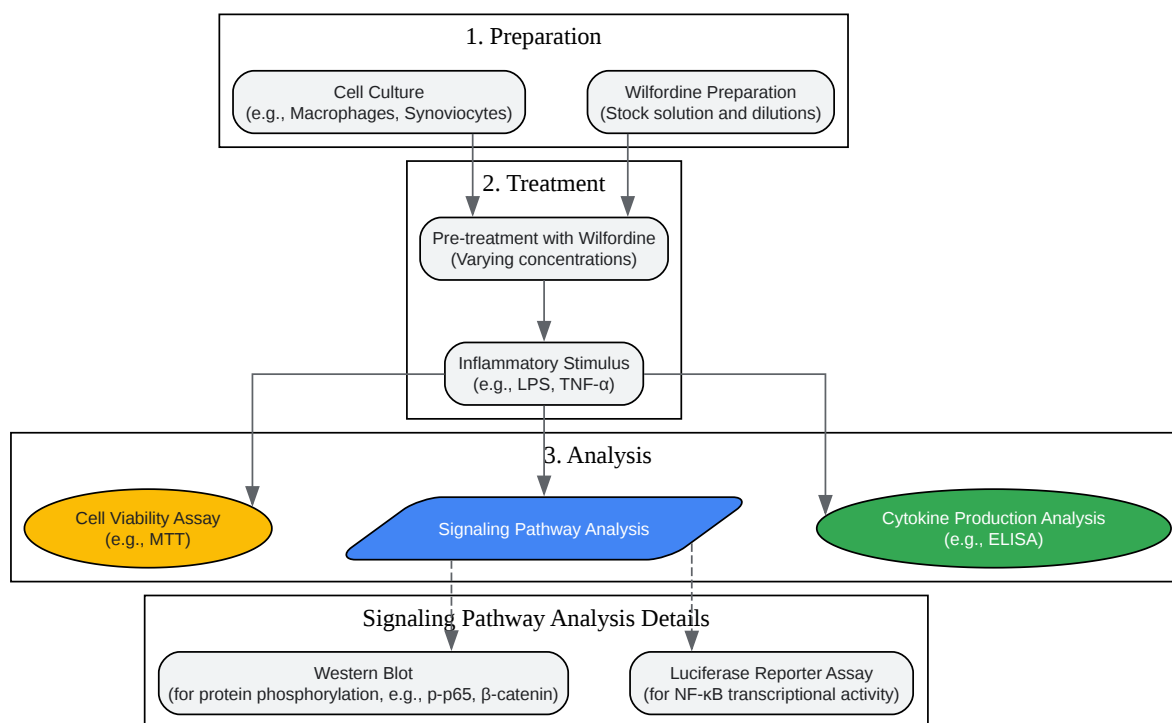 1. Preparation
Cell Culture
(e.g., Macrophages, Synoviocytes)
Wilfordine Preparation
(Stock solution and dilutions)
2. Treatment
Pre-treatment with Wilfordine
(Varying concentrations)
Inflammatory Stimulus
(e.g., LPS, TNF-α)
3. Analysis
Cell Viability Assay
(e.g., MTT)
Signaling Pathway Analysis
Cytokine Production Analysis
(e.g., ELISA)
Signaling Pathway Analysis Details
Western Blot
(for protein phosphorylation, e.g., p-p65, β-catenin)
Luciferase Reporter Assay
(for NF-κB transcriptional activity)